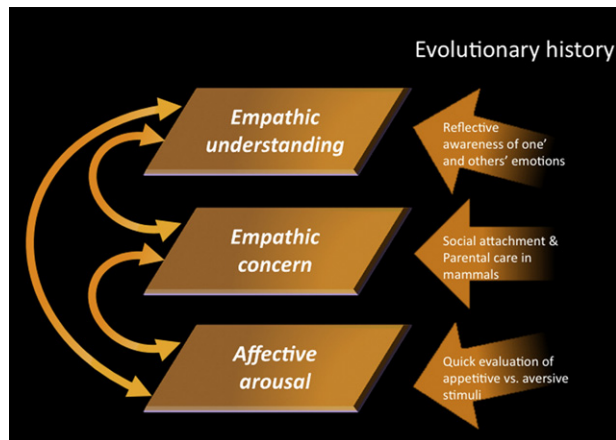 Evolutionary history
Empathic
understanding
Reflective
awareness of one’
and others’ emotions
Empathic
concern
Social attachment &
Parental care in
mammals
Affective
arousal
Quick evaluation of
appetitive vs. aversive
stimuli